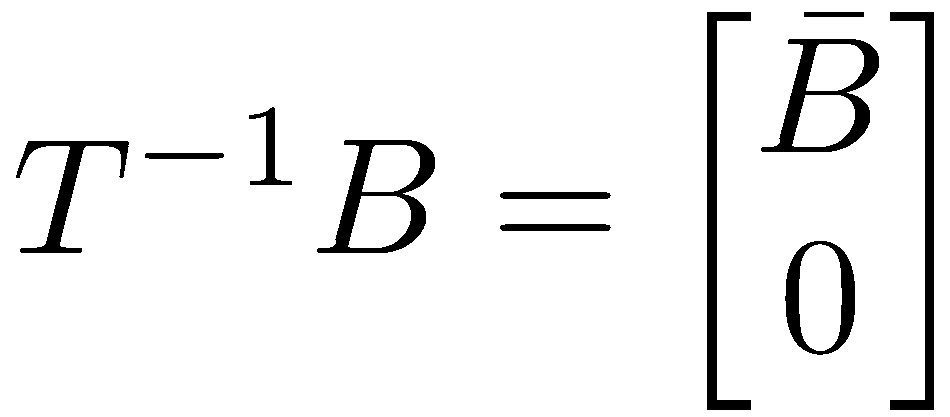 T^{-1}B = \begin{bmatrix} \bar{B} \\ 0 \end{bmatrix}